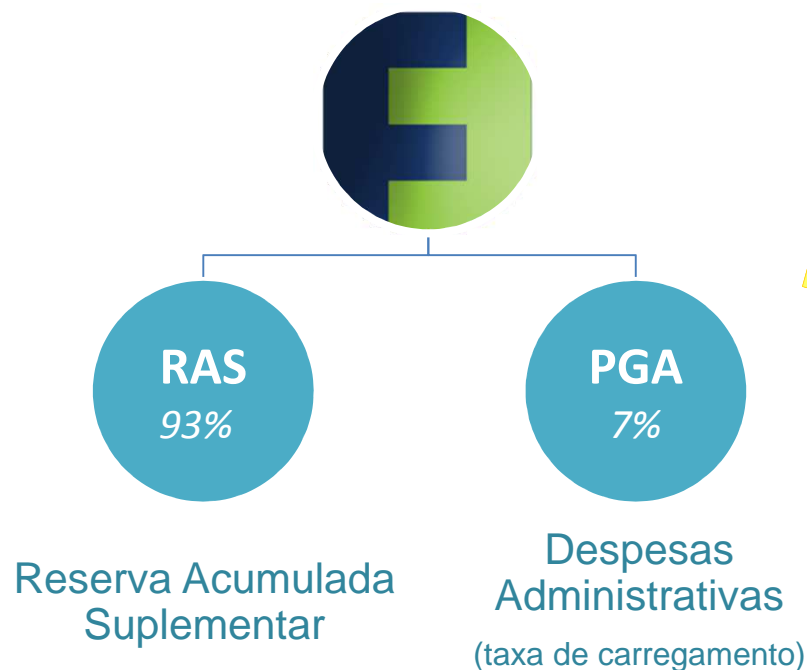 RAS
93%
PGA
7%
Reserva Acumulada
Suplementar
Despesas
Administrativas
(taxa de carregamento)